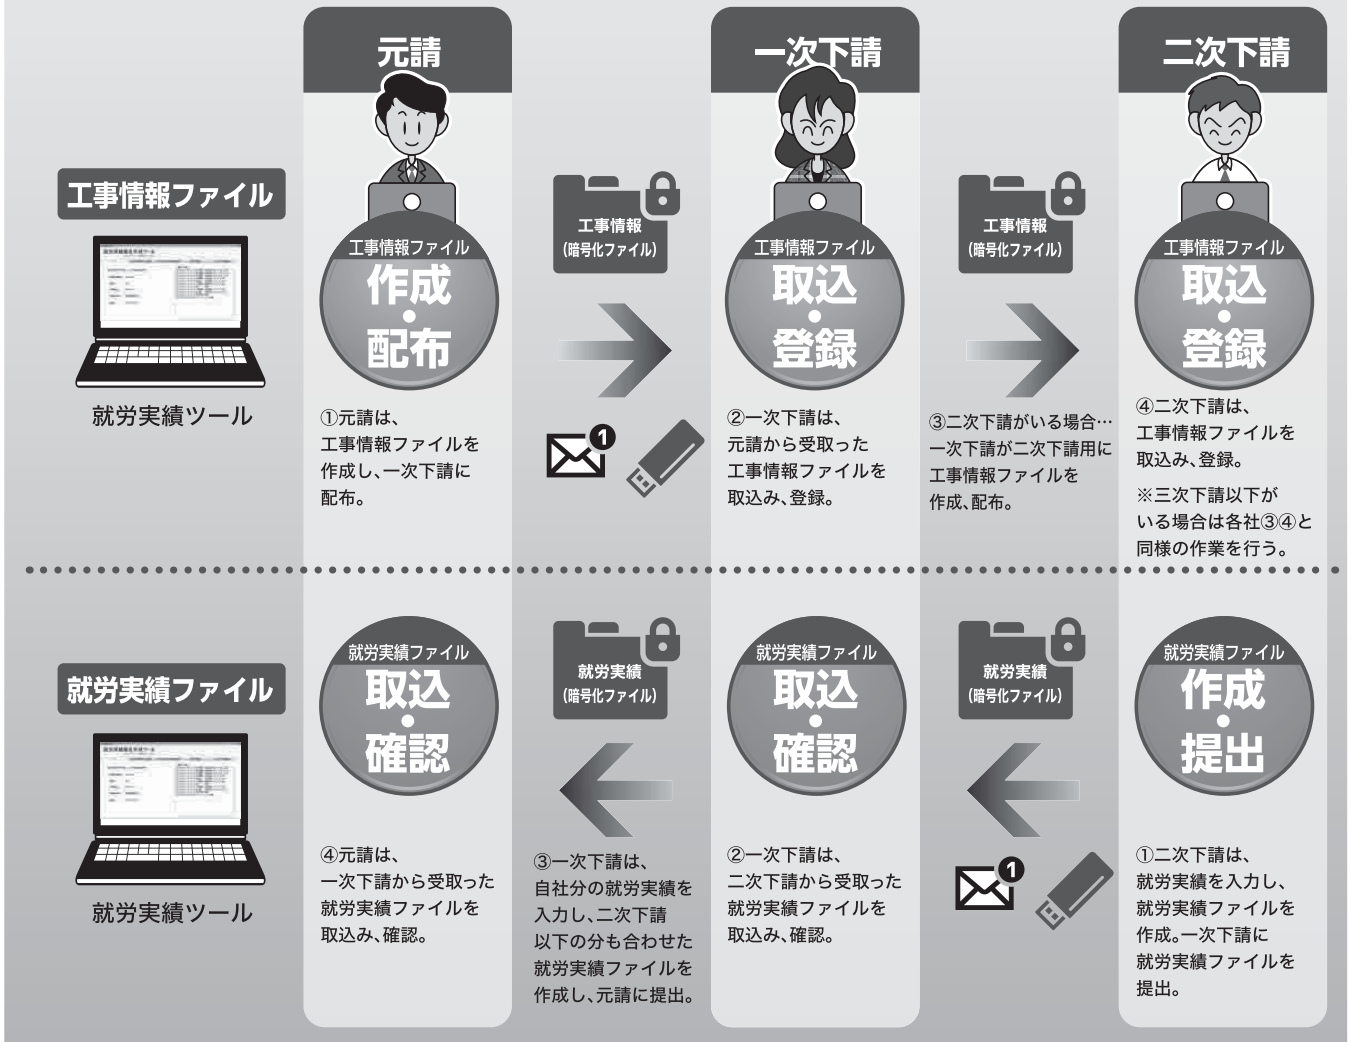 元請
一次下請
二次下請
工事情報ファイル
就労実績ツール
工事情報ファイル
作成
・
配布
①元請は、
工事情報ファイルを
作成し、一次下請に
配布。
工事情報
(暗号化ファイル)
1
工事情報ファイル
取込
・
登録
②一次下請は、
元請から受取った
工事情報ファイルを
取込み、登録。
工事情報
(暗号化ファイル)
③二次下請がいる場合…
一次下請が二次下請用に
工事情報ファイルを
作成、配布。
工事情報ファイル
取込
・
登録
④二次下請は、
工事情報ファイルを
取込み、登録。
※三次下請以下が
いる場合は各社③④と
同様の作業を行う。
就労実績ファイル
就労実績ツール
就労実績ファイル
取込
・
確認
④元請は、
一次下請から受取った
就労実績ファイルを
取込み、確認。
就労実績
(暗号化ファイル)
③一次下請は、
自社分の就労実績を
入力し、二次下請
以下の分も合わせた
就労実績ファイルを
作成し、元請に提出。
就労実績ファイル
取込
・
確認
②一次下請は、
二次下請から受取った
就労実績ファイルを
取込み、確認。
就労実績
(暗号化ファイル)
1
就労実績ファイル
作成
・
提出
①二次下請は、
就労実績を入力し、
就労実績ファイルを
作成。一次下請に
就労実績ファイルを
提出。